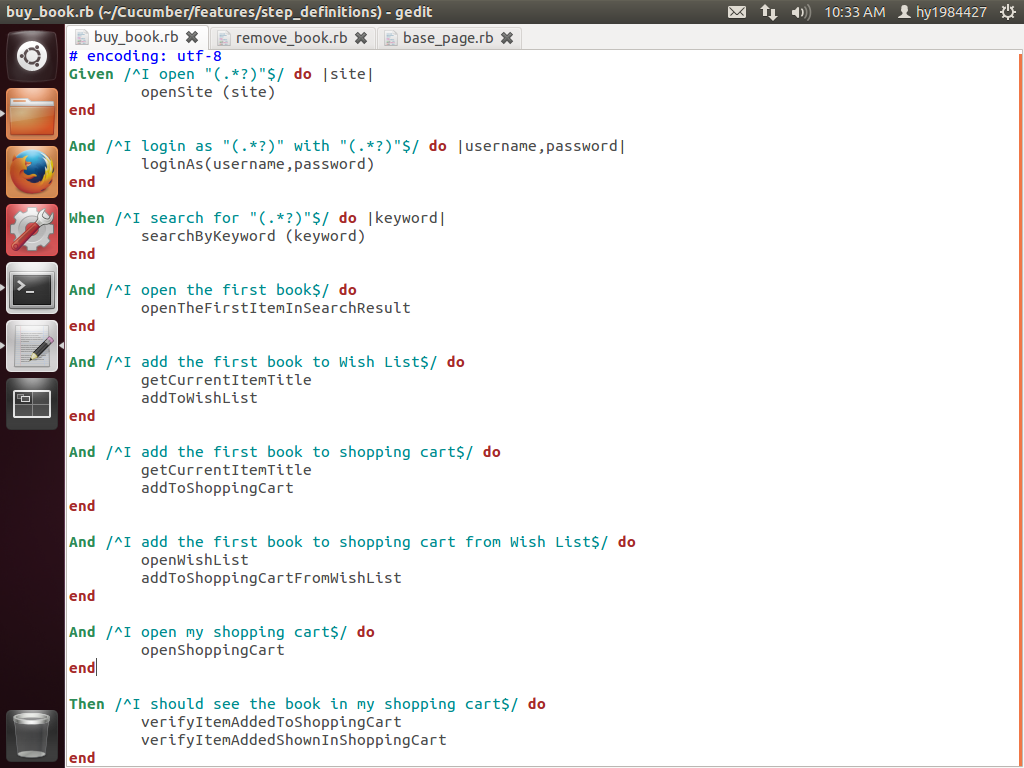 buy_book.rb (~/Cucumber/features/step_definitions) - gedit
10:33 AM
hy1984427
buy_book.rb
remove_book.rb
base_page.rb
# encoding: utf-8
Given /^I open "(.*?)"$/ do |site|
        openSite (site)
end

And /^I login as "(.*?)" with "(.*?)"$/ do |username,password|
        loginAs(username,password)
end

When /^I search for "(.*?)"$/ do |keyword|
        searchByKeyword (keyword)
end

And /^I open the first book$/ do
        openTheFirstItemInSearchResult
end

And /^I add the first book to Wish List$/ do
        getCurrentItemTitle
        addToWishList
end

And /^I add the first book to shopping cart$/ do
        getCurrentItemTitle
        addToShoppingCart
end

And /^I add the first book to shopping cart from Wish List$/ do
        openWishList
        addToShoppingCartFromWishList
end

And /^I open my shopping cart$/ do
        openShoppingCart
end

Then /^I should see the book in my shopping cart$/ do
        verifyItemAddedToShoppingCart
        verifyItemAddedShownInShoppingCart
end